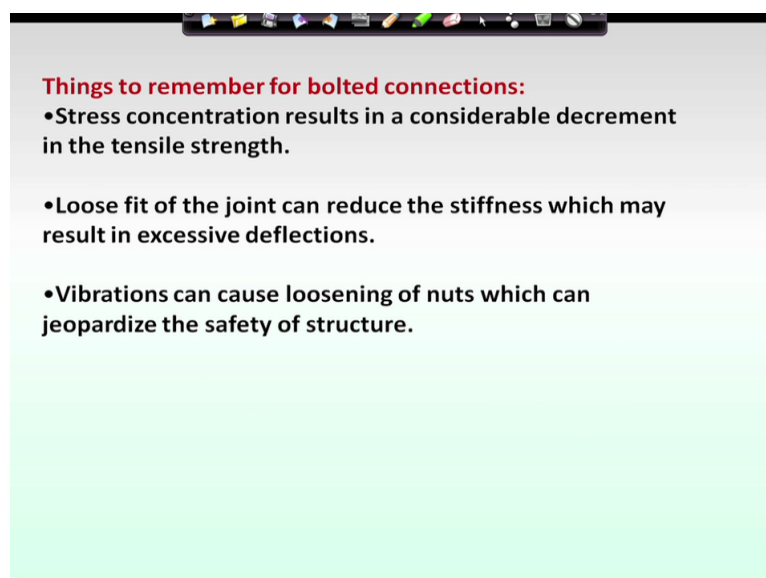 Things to remember for bolted connections:
•Stress concentration results in a considerable decrement
in the tensile strength.
•Loose fit of the joint can reduce the stiffness which may
result in excessive deflections.
•Vibrations can cause loosening of nuts which can
jeopardize the safety of structure.